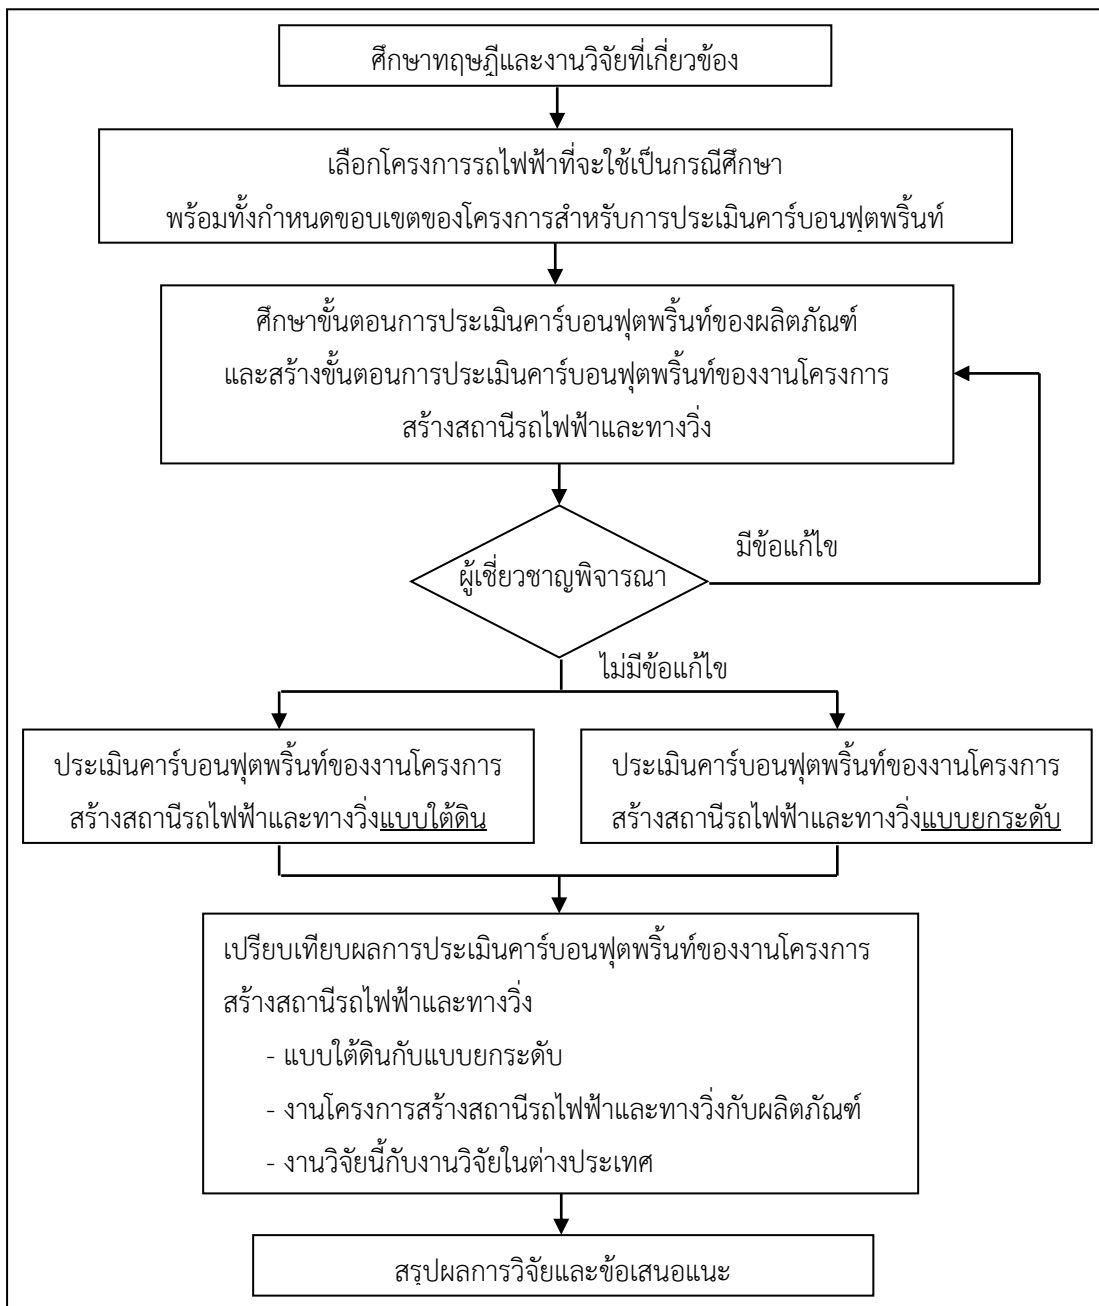 ศึกษาทฤษฎีและงานวิจัยที่เกี่ยวข้อง
เลือกโครงการรถไฟฟ้าที่จะใช้เป็นกรณีศึกษา
พร้อมทั้งกำหนดขอบเขตของโครงการสำหรับการประเมินคาร์บอนฟุตพริ้นท์
ศึกษาขั้นตอนการประเมินคาร์บอนฟุตพริ้นท์ของผลิตภัณฑ์
และสร้างขั้นตอนการประเมินคาร์บอนฟุตพริ้นท์ของงานโครงการ
สร้างสถานีรถไฟฟ้าและทางวิ่ง
มีข้อแก้ไข
ผู้เชี่ยวชาญพิจารณา
ไม่มีข้อแก้ไข
ประเมินคาร์บอนฟุตพริ้นท์ของงานโครงการ
สร้างสถานีรถไฟฟ้าและทางวิ่งแบบใต้ดิน
ประเมินคาร์บอนฟุตพริ้นท์ของงานโครงการ
สร้างสถานีรถไฟฟ้าและทางวิ่งแบบยกระดับ
เปรียบเทียบผลการประเมินคาร์บอนฟุตพริ้นท์ของงานโครงการ
สร้างสถานีรถไฟฟ้าและทางวิ่ง
- แบบใต้ดินกับแบบยกระดับ
- งานโครงการสร้างสถานีรถไฟฟ้าและทางวิ่งกับผลิตภัณฑ์
- งานวิจัยนี้กับงานวิจัยในต่างประเทศ
สรุปผลการวิจัยและข้อเสนอแนะ